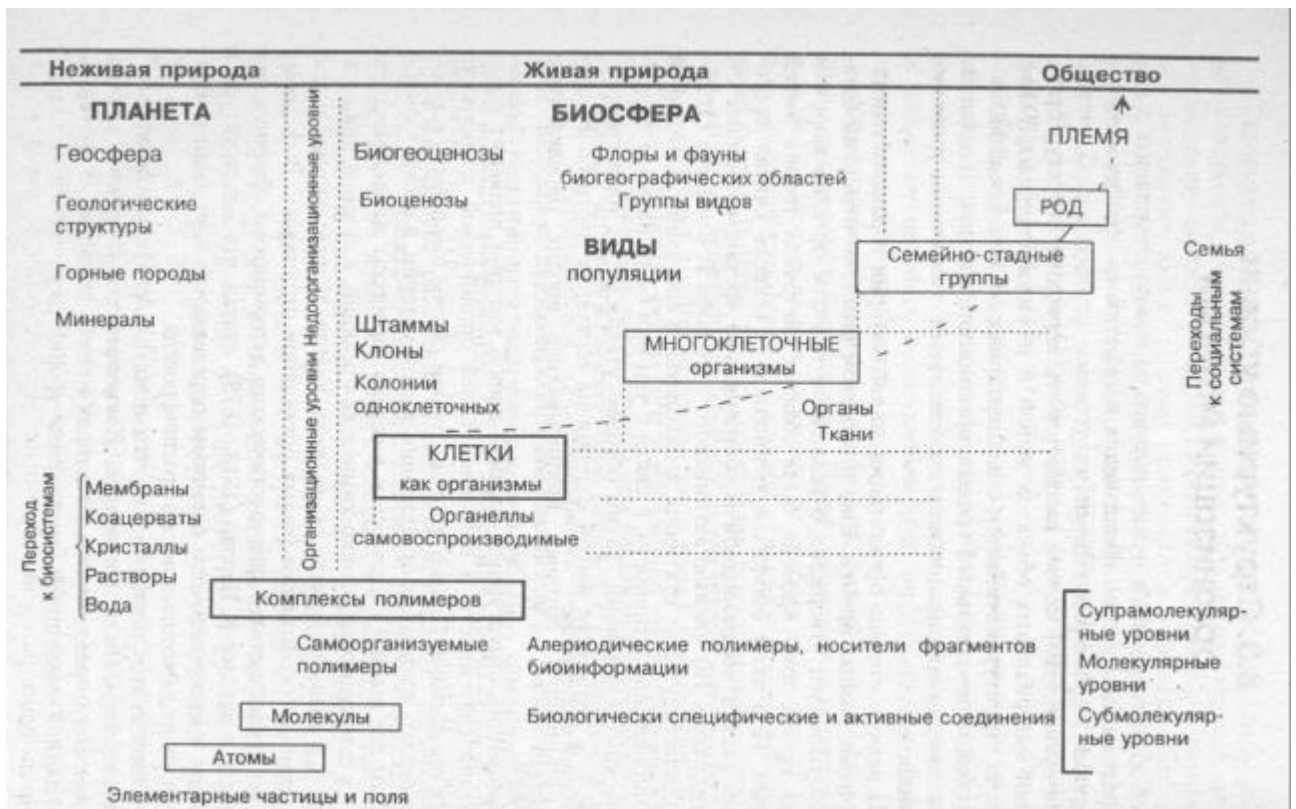 Неживая природа
Живая природа
Общество
ПЛАНЕТА
БИОСФЕРА
ПЛЕМЯ
Геосфера
Биогеоценозы
Флоры и фауны
биогеографических областей
Геологические
структуры
Биоценозы
Группы видов
РОД
ВИДЫ
популяции
Семейно-стадные
группы
Семья
Горные породы
Минералы
Организационные уровни Недоорганизационные уровни
Штаммы
Клоны
МНОГОКЛЕТОЧНЫЕ
организмы
Переходы
к социальным
системам
Колонии
одноклеточных
Органы
Ткани
КЛЕТКИ
как организмы
Переход
к биосистемам
Мембраны
Коацерваты
Кристаллы
Растворы
Вода
Органеллы
самовоспроизводимые
Комплексы полимеров
Самоорганизуемые
полимеры
Алериодические полимеры, носители фрагментов
биоинформации
Супрамолекуляр-
ные уровни
Молекулярные
уровни
Субмолекуляр-
ные уровни
Молекулы
Биологически специфические и активные соединения
Атомы
Элементарные частицы и поля